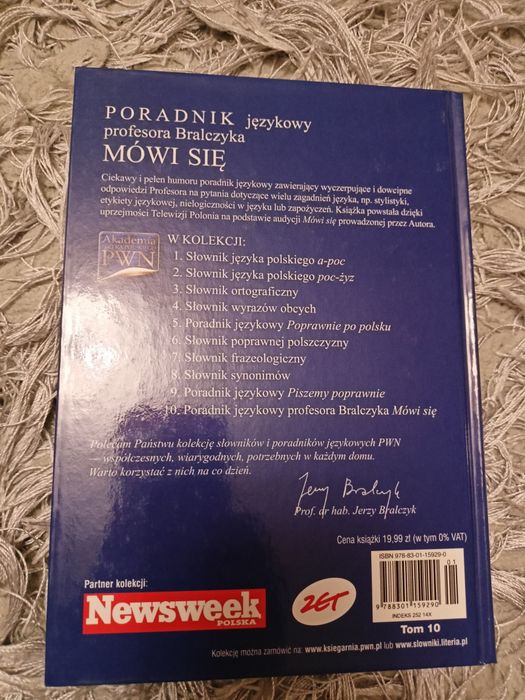 PORADNIK językowy
profesora Bralczyka
MÓWI SIĘ
Ciekawy i pełen humoru poradnik językowy zawierający wyczerpujące i dowcipne
odpowiedzi Profesora na pytania dotyczące wielu zagadnień języka, np. stylistyki,
etykiety językowej, nielogiczności w języku lub zapożyczeń. Książka powstała dzięki
uprzejmości Telewizji Polonia na podstawie audycji Mówi się prowadzonej przez Autora.
Akademia
PWN
W KOLEKCJI:
1. Słownik języka polskiego a-poc
2. Słownik języka polskiego poc-żyz
3. Słownik ortograficzny
4. Słownik wyrazów obcych
5. Poradnik językowy Poprawnie po polsku
6. Słownik poprawnej polszczyzny
7. Słownik frazeologiczny
8. Słownik synonimów
9. Poradnik językowy Piszemy poprawnie
10. Poradnik językowy profesora Bralczyka Mówi się
Polecam Państwu kolekcję słowników i poradników językowych PWN
— współczesnych, wiarygodnych, potrzebnych w każdym domu.
Warto korzystać z nich na co dzień.
Jerzy Bralczyk
Prof. dr hab. Jerzy Bralczyk
Cena książki 19,99 zł (w tym 0% VAT)
ISBN 978-83-01-15929-0
01
9 788301 159290
INDEKS 252 14X
Tom 10
Partner kolekcji:
Newsweek
POLSKA
ZET
Kolekcję można zamówić na: www.ksiegarnia.pwn.pl lub www.slowniki.literia.pl